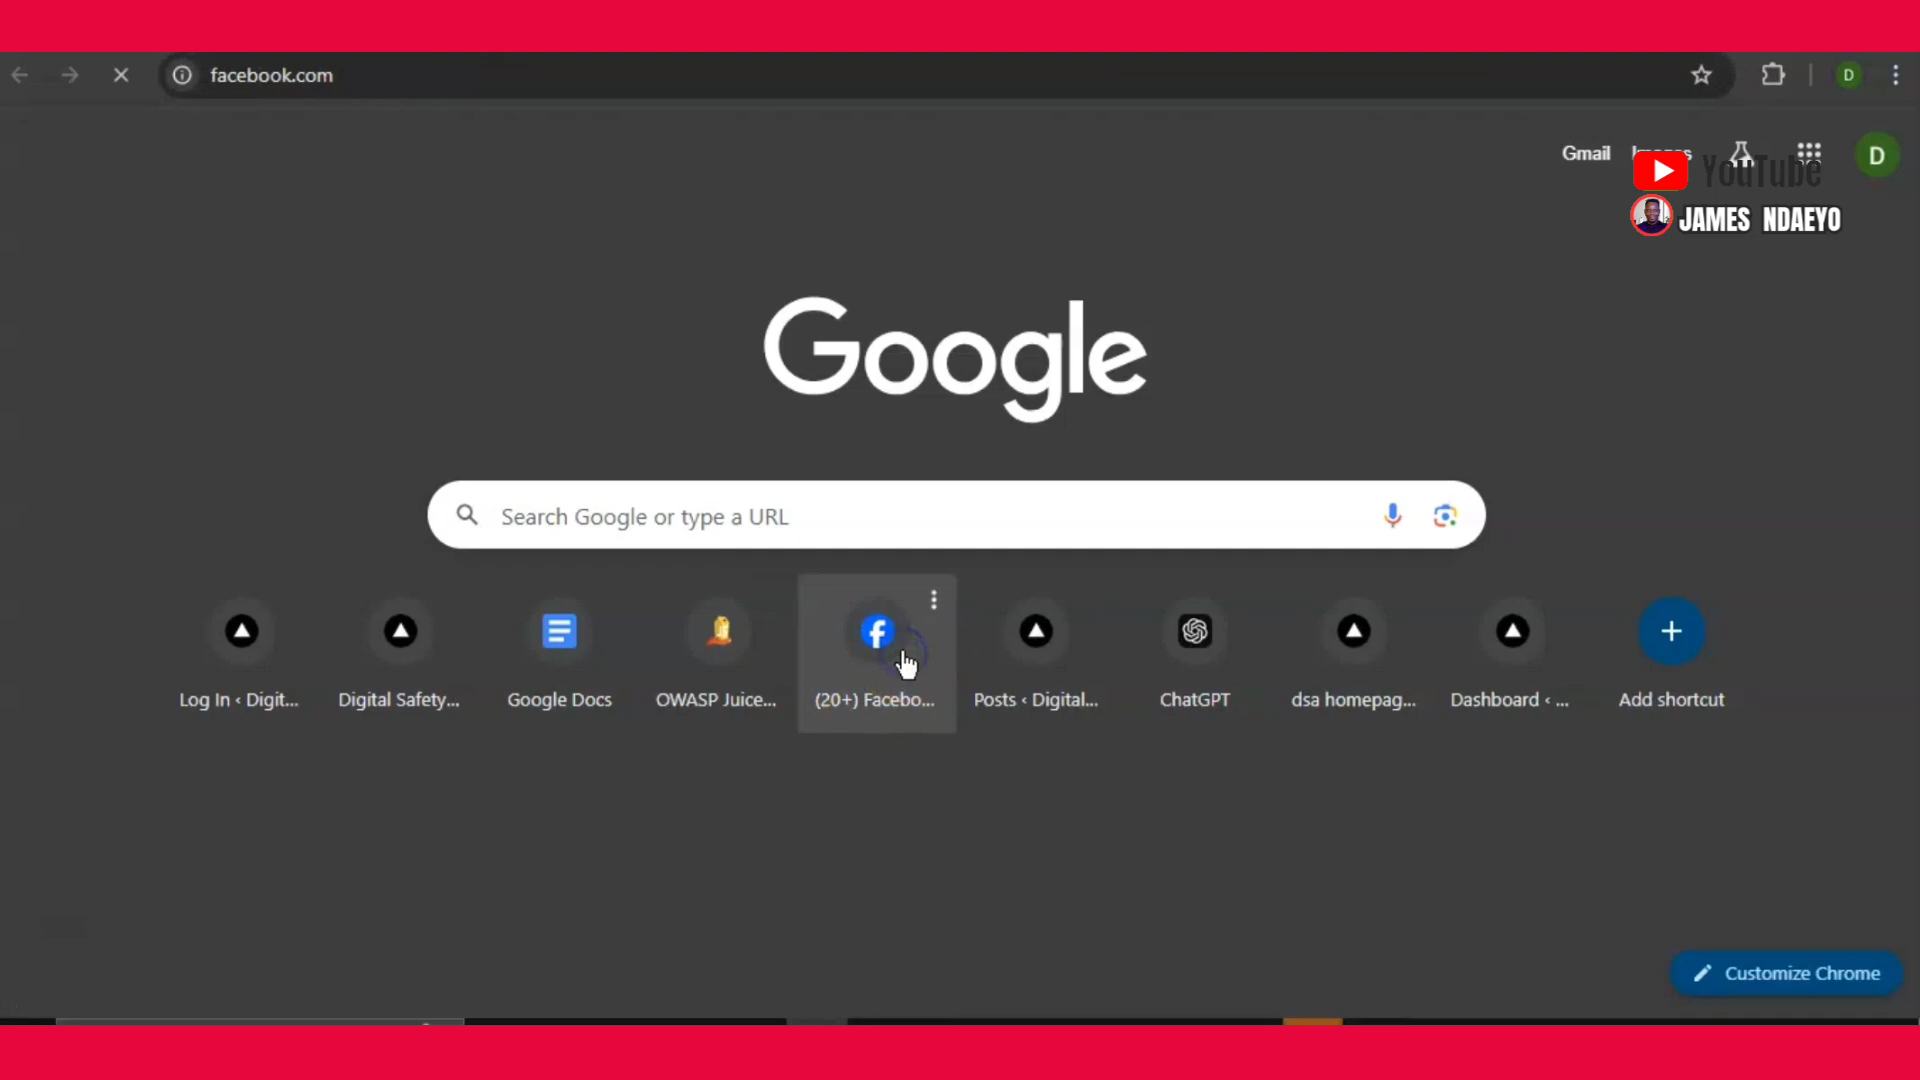 facebook.com
D
Gmail Images
D
YouTube
JAMES NDAEYO
Google
Search Google or type a URL
Log In ‹ Digit...
Digital Safety...
Google Docs
OWASP Juice...
(20+) Facebo...
Posts ‹ Digital...
ChatGPT
dsa homepag...
Dashboard ‹ ...
Add shortcut
Customize Chrome